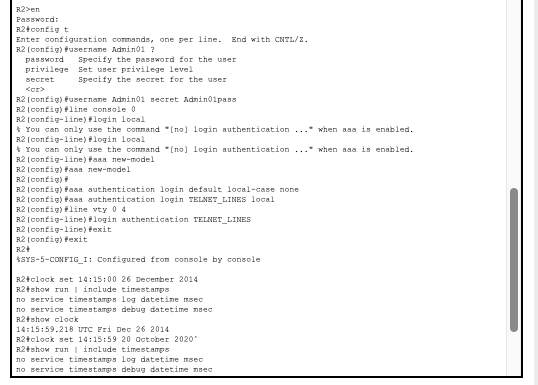 R2>en
Password:
R2#config t
Enter configuration commands, one per line.  End with CNTL/Z.
R2(config)#username Admin01 ?
  password   Specify the password for the user
  privilege  Set user privilege level
  secret     Specify the secret for the user
  <cr>
R2(config)#username Admin01 secret Admin01pass
R2(config)#line console 0
R2(config-line)#login local
% You can only use the command "[no] login authentication ..." when aaa is enabled.
R2(config-line)#login local
% You can only use the command "[no] login authentication ..." when aaa is enabled.
R2(config-line)#aaa new-model
R2(config)#aaa new-model
R2(config)#
R2(config)#aaa authentication login default local-case none
R2(config)#aaa authentication login TELNET_LINES local
R2(config)#line vty 0 4
R2(config-line)#login authentication TELNET_LINES
R2(config-line)#exit
R2(config)#exit
R2#
%SYS-5-CONFIG_I: Configured from console by console

R2#clock set 14:15:00 26 December 2014
R2#show run | include timestamps
no service timestamps log datetime msec
no service timestamps debug datetime msec
R2#show clock
14:15:59.218 UTC Fri Dec 26 2014
R2#clock set 14:15:59 20 October 2020^
R2#show run | include timestamps
no service timestamps log datetime msec
no service timestamps debug datetime msec